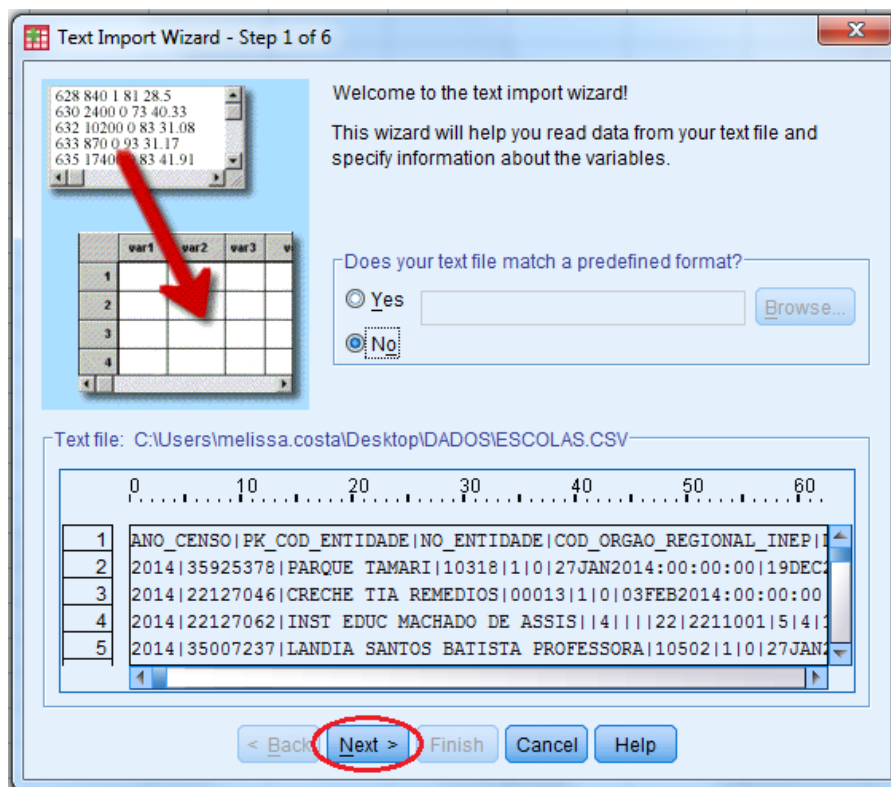 Text Import Wizard - Step 1 of 6
628 840 1 81 28.5
630 2400 0 73 40.33
632 10200 0 83 31.08
633 870 0 93 31.17
635 1740 83 41.91
var1 var2 var3
1
2
3
4
Welcome to the text import wizard!
This wizard will help you read data from your text file and
specify information about the variables.
Does your text file match a predefined format?
Yes
Browse...
No
Text file: C:\Users\melissa.costa\Desktop\DADOS\ESCOLAS.CSV
0 10 20 30 40 50 60
1 ANO_CENSO|PK_COD_ENTIDADE|NO_ENTIDADE|COD_ORGAO_REGIONAL_INEP|
2 2014|35925378|PARQUE TAMARI|10318|1|0|27JAN2014:00:00:00|19DEC2
3 2014|22127046|CRECHE TIA REMEDIOS|00013|1|0|03FEB2014:00:00:00
4 2014|22127062|INST EDUC MACHADO DE ASSIS||4||||22|2211001|5|4|1
5 2014|35007237|LANDIA SANTOS BATISTA PROFESSORA|10502|1|0|27JAN2
< Back Next > Finish Cancel Help